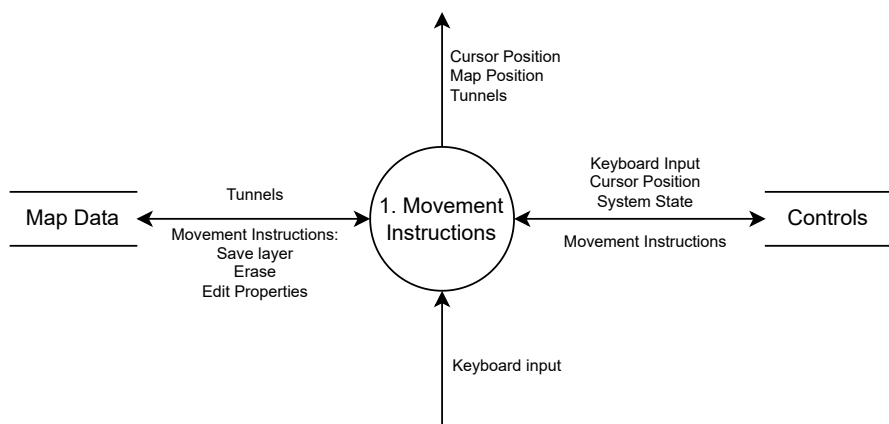 Cursor Position
Map Position
Tunnels
Tunnels
Map Data
Movement Instructions:
Save layer
Erase
Edit Properties
1. Movement
Instructions
Keyboard Input
Cursor Position
System State
Movement Instructions
Controls
Keyboard input